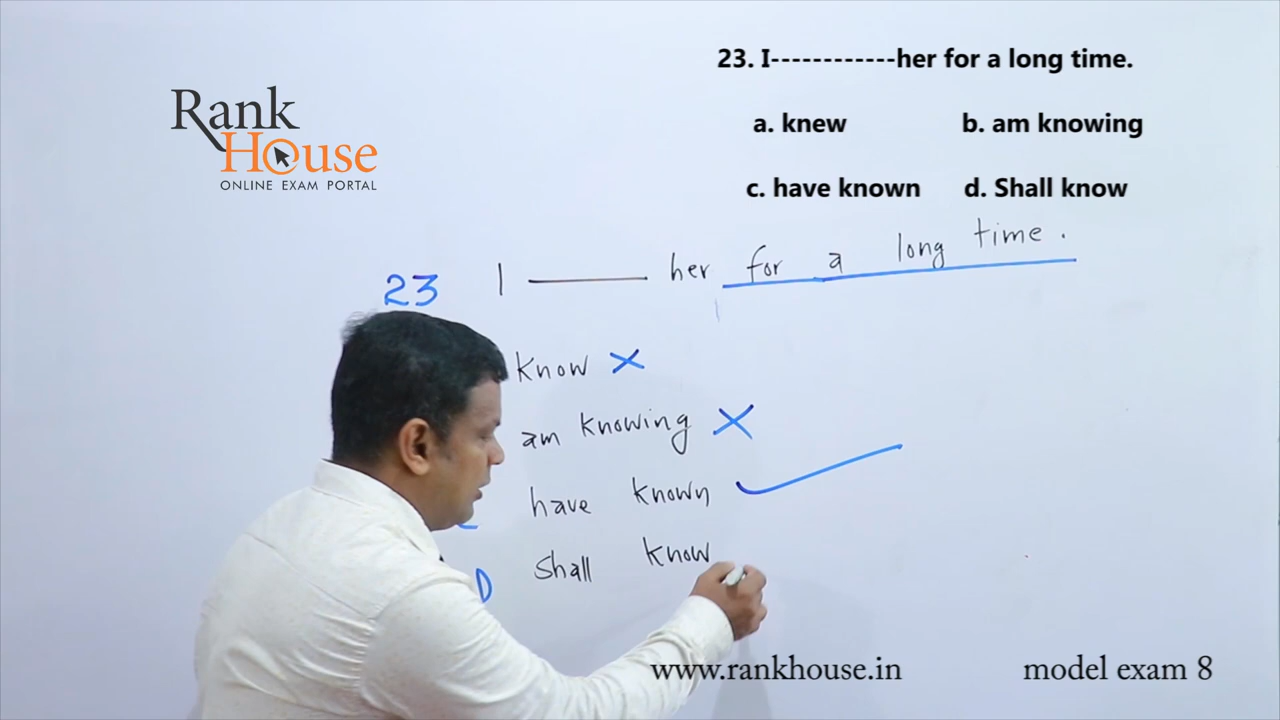 23. I------------her for a long time.
a. knew b. am knowing
c. have known d. Shall know
Rank
House
ONLINE EXAM PORTAL
23 I ______ her for a long time.
know
am knowing
have known
D shall know
www.rankhouse.in model exam 8